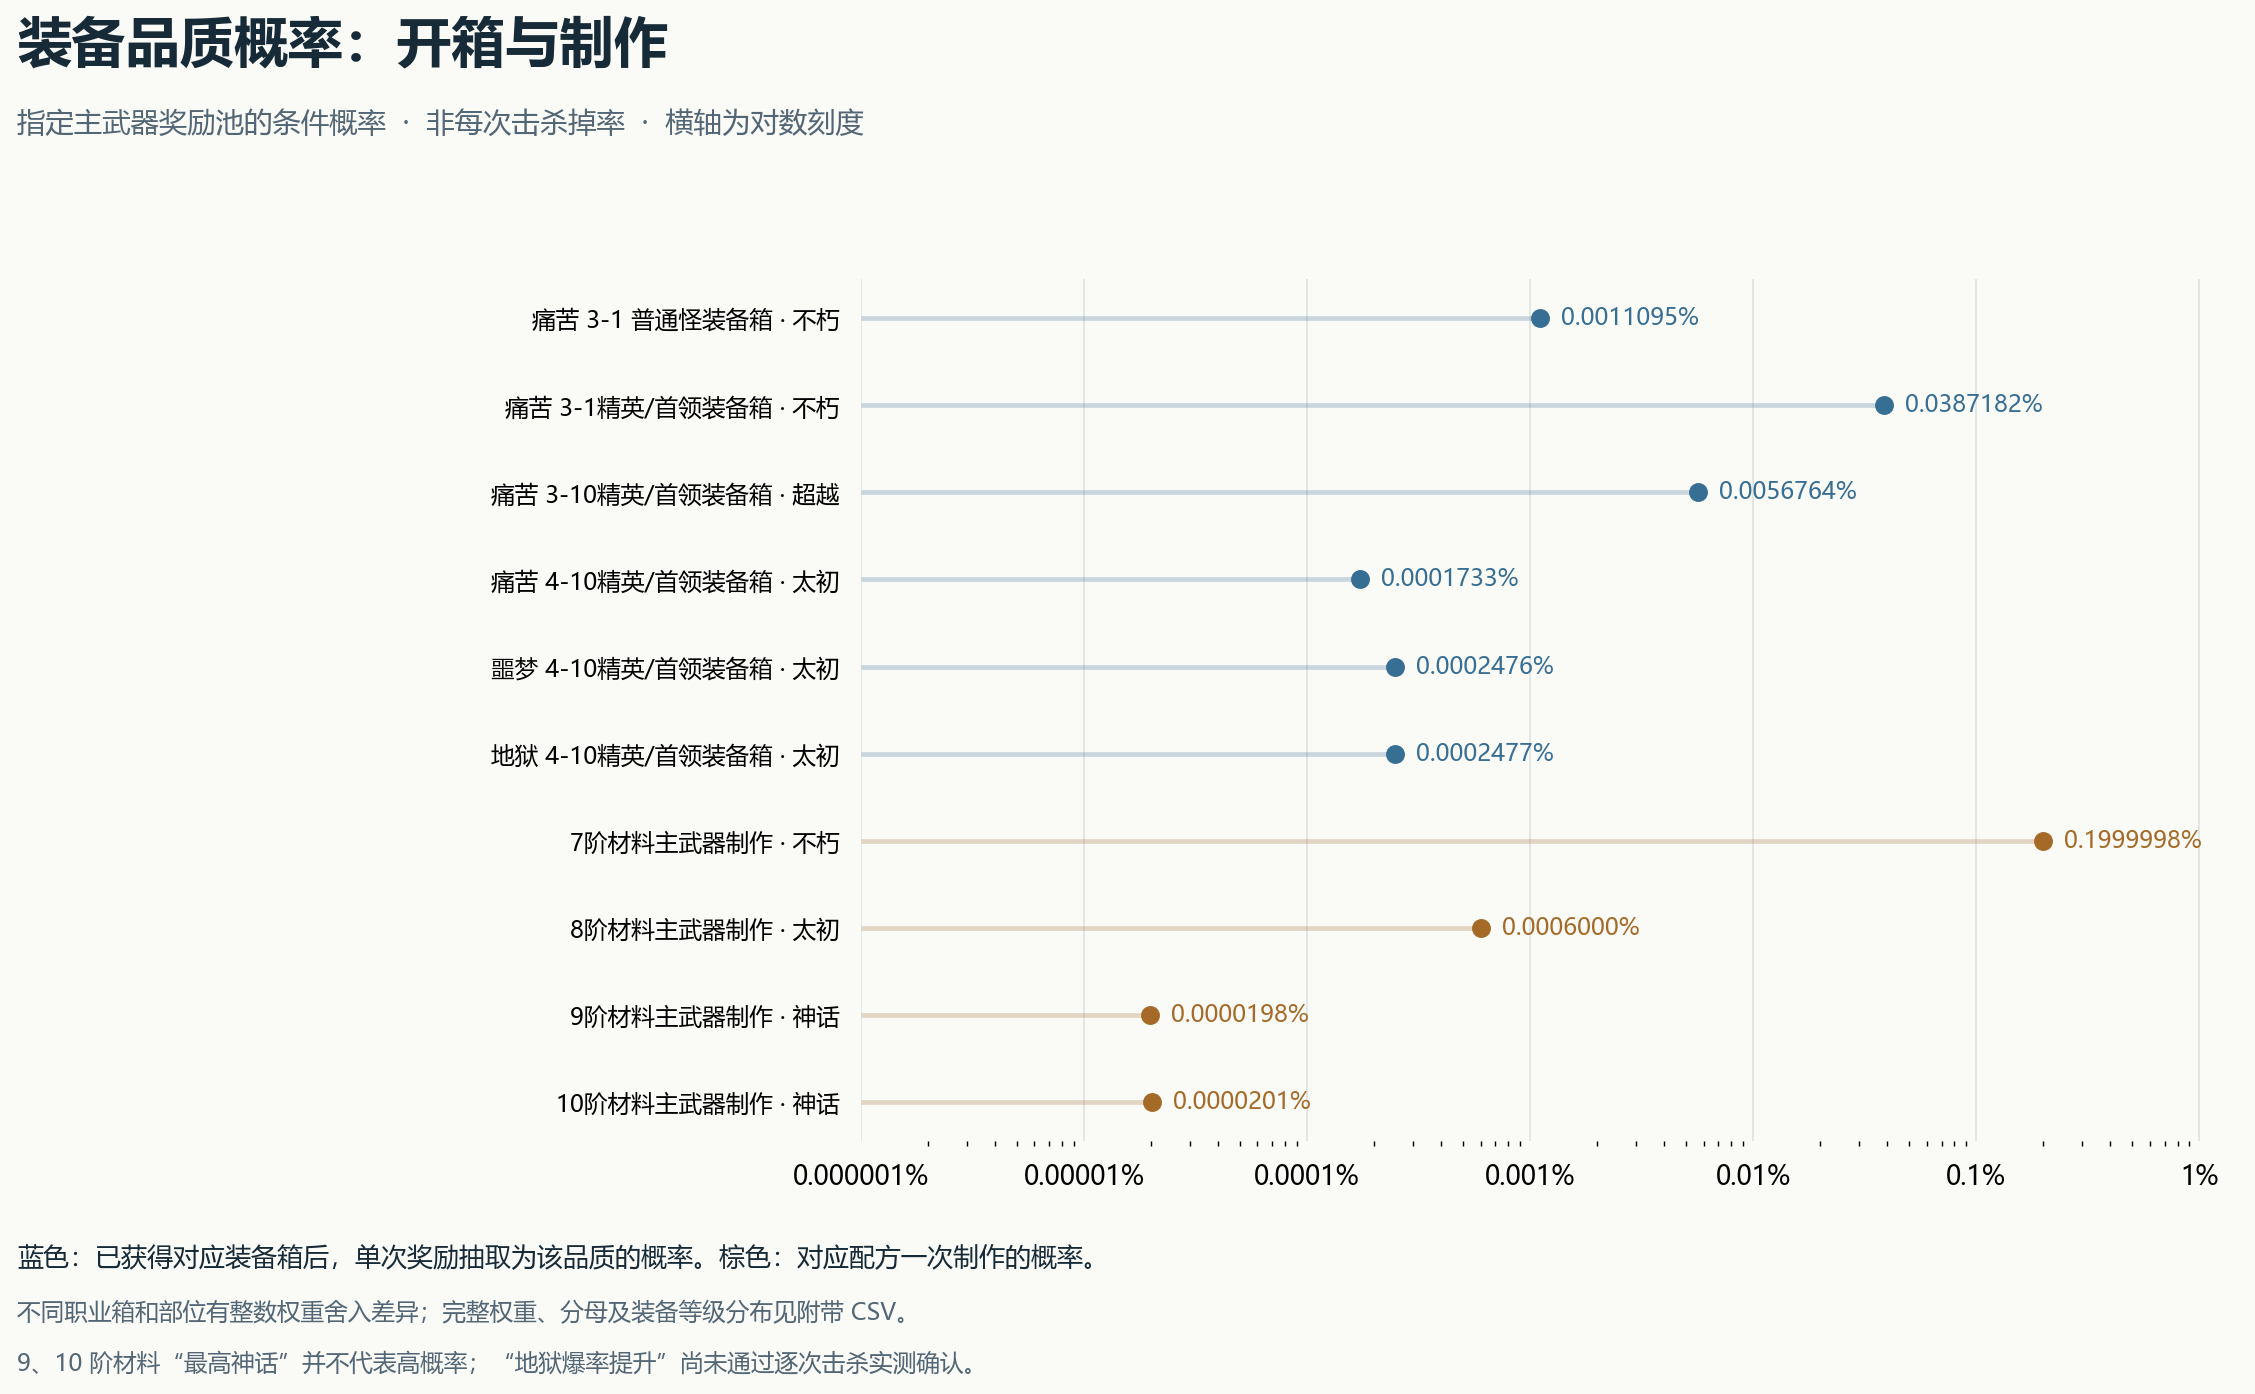 装备品质概率：开箱与制作
指定主武器奖励池的条件概率 · 非每次击杀掉率 · 横轴为对数刻度
痛苦 3-1 普通怪装备箱 · 不朽
0.0011095%
痛苦 3-1精英/首领装备箱 · 不朽
0.0387182%
痛苦 3-10精英/首领装备箱 · 超越
0.0056764%
痛苦 4-10精英/首领装备箱 · 太初
0.0001733%
噩梦 4-10精英/首领装备箱 · 太初
0.0002476%
地狱 4-10精英/首领装备箱 · 太初
0.0002477%
7阶材料主武器制作 · 不朽
0.1999998%
8阶材料主武器制作 · 太初
0.0006000%
9阶材料主武器制作 · 神话
0.0000198%
10阶材料主武器制作 · 神话
0.0000201%
0.000001% 0.00001% 0.0001% 0.001% 0.01% 0.1% 1%
蓝色：已获得对应装备箱后，单次奖励抽取为该品质的概率。棕色：对应配方一次制作的概率。
不同职业箱和部位有整数权重舍入差异；完整权重、分母及装备等级分布见附带 CSV。
9、10 阶材料“最高神话”并不代表高概率；“地狱爆率提升”尚未通过逐次击杀实测确认。